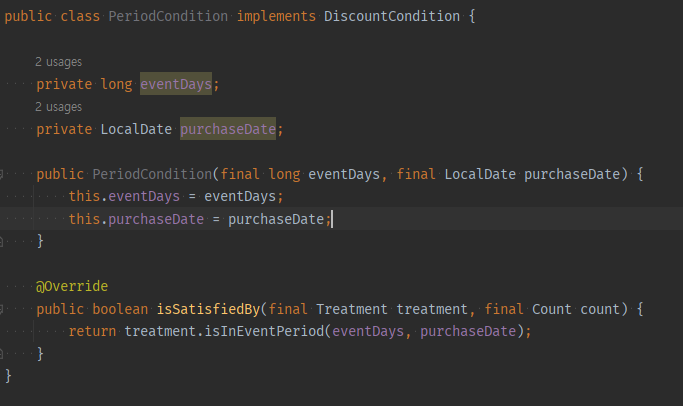 public class PeriodCondition implements DiscountCondition {
2 usages
private long eventDays;
2 usages
private LocalDate purchaseDate;
public PeriodCondition(final long eventDays, final LocalDate purchaseDate) {
this.eventDays = eventDays;
this.purchaseDate = purchaseDate;
}
@Override
public boolean isSatisfiedBy(final Treatment treatment, final Count count) {
return treatment.isInEventPeriod(eventDays, purchaseDate);
}
}